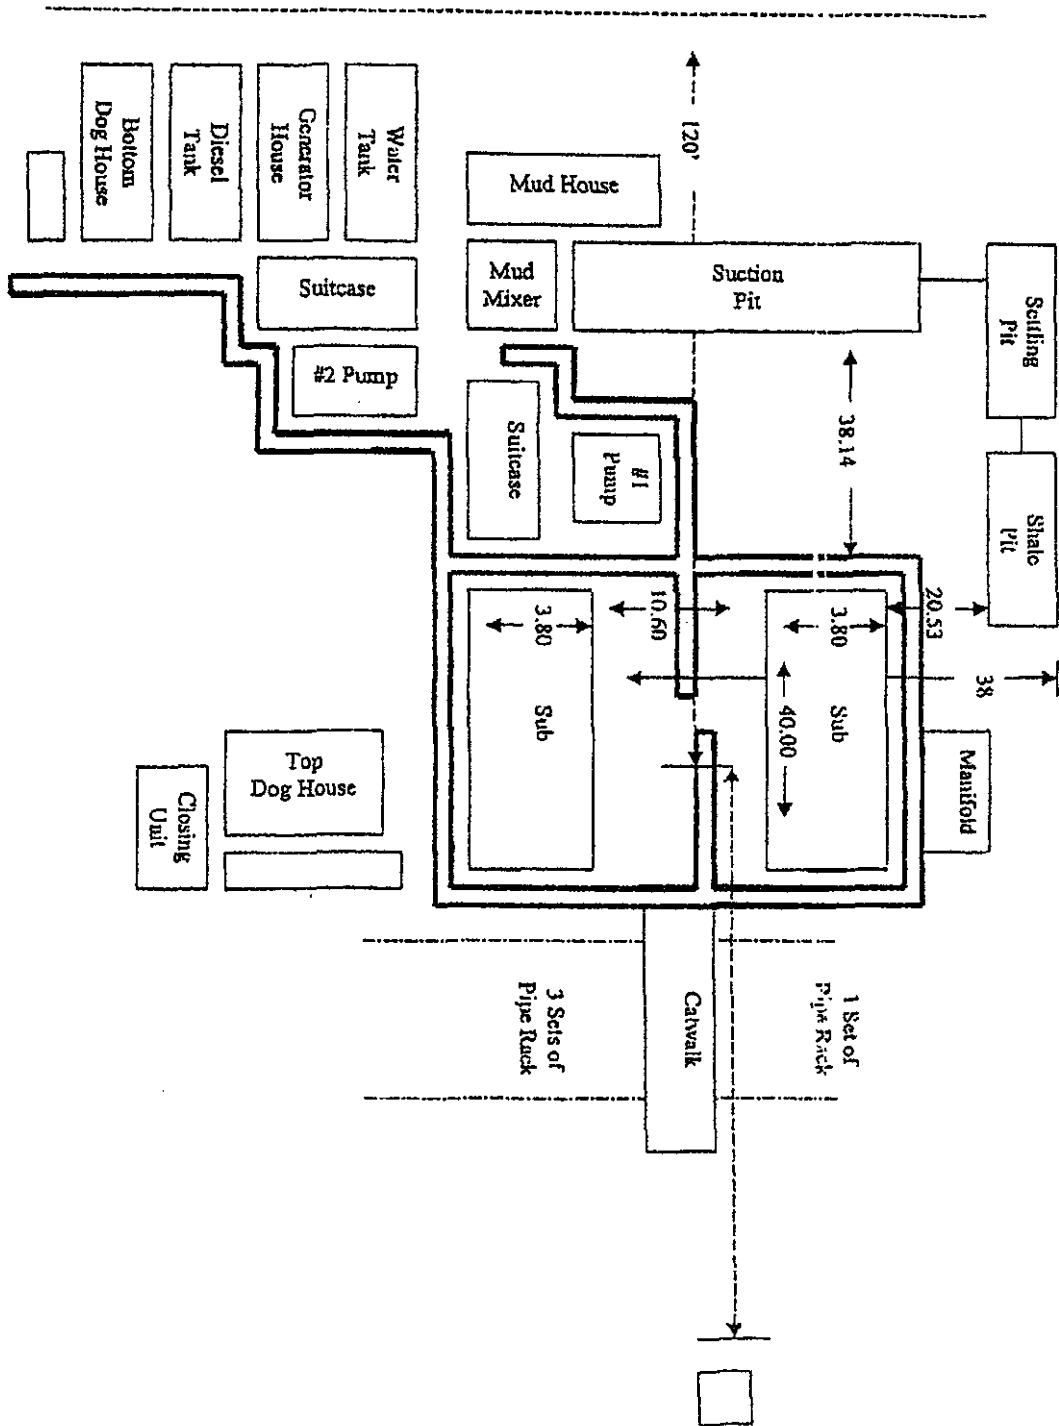 120'
Bottom
Dog House
Diesel
Tank
Generator
House
Water
Tank
Mud House
Suitcase
Mud
Mixer
Suction
Pit
Settling
Pit
#2 Pump
Suitcase
#1
Pump
38.14
Shale
Pit
10.60
20.53
3.80
3.80
38
Sub
40.00
Sub
Manifold
Top
Dog House
Closing
Unit
3 Sets of
Pipe Rack
Catwalk
1 Set of
Pipe Rack